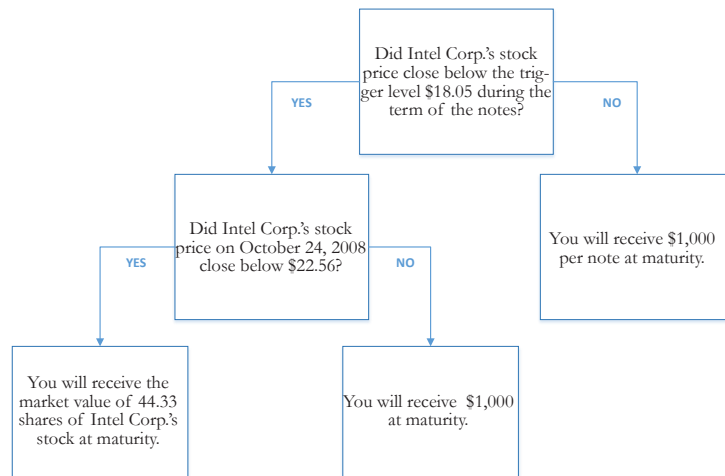 Did Intel Corp.'s stock
price close below the trig-
ger level $18.05 during the
term of the notes?
YES
NO
Did Intel Corp.'s stock
price on October 24, 2008
close below $22.56?
You will receive $1,000
per note at maturity.
YES
NO
You will receive the
market value of 44.33
shares of Intel Corp.'s
stock at maturity.
You will receive $1,000
at maturity.